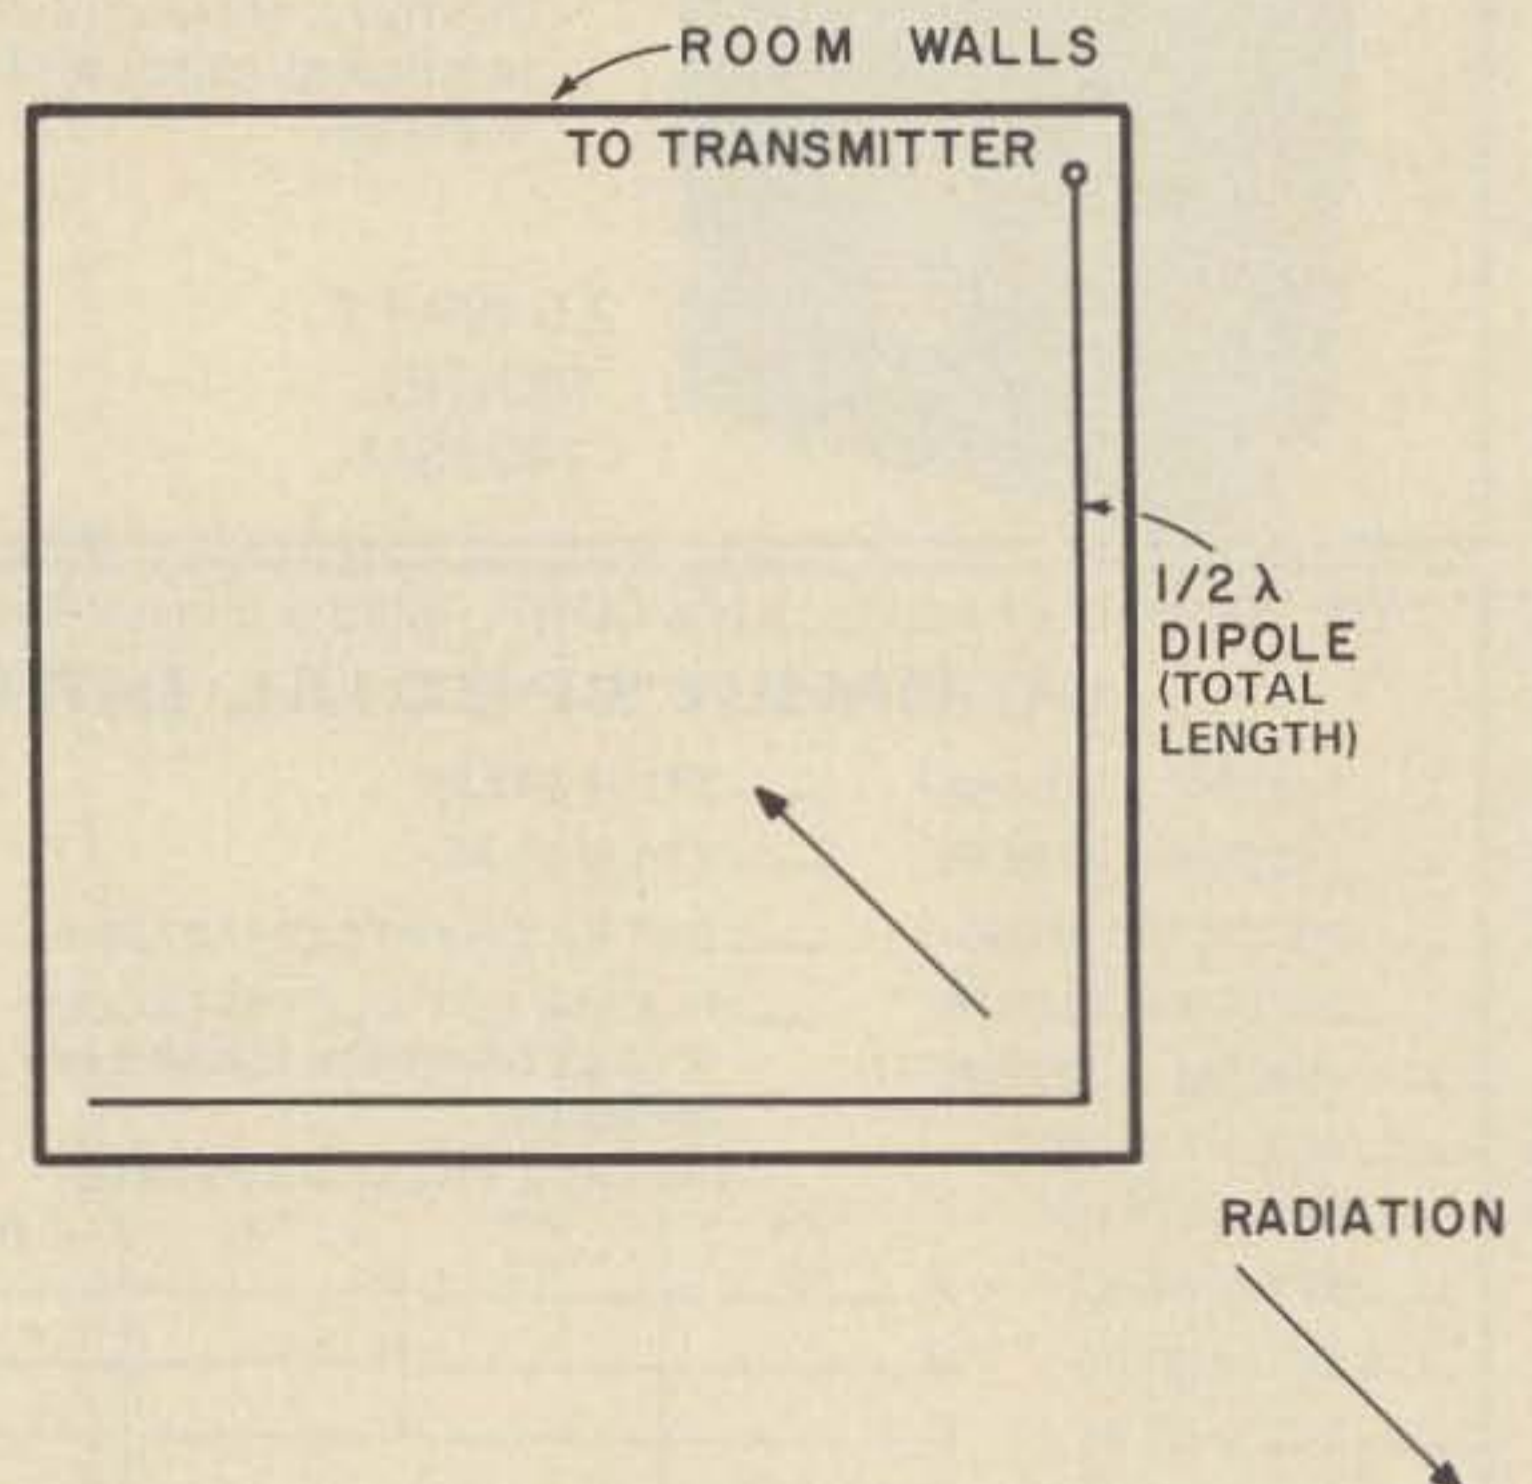 ROOM WALLS
TO TRANSMITTER
1/2 λ
DIPOLE
(TOTAL
LENGTH)
RADIATION